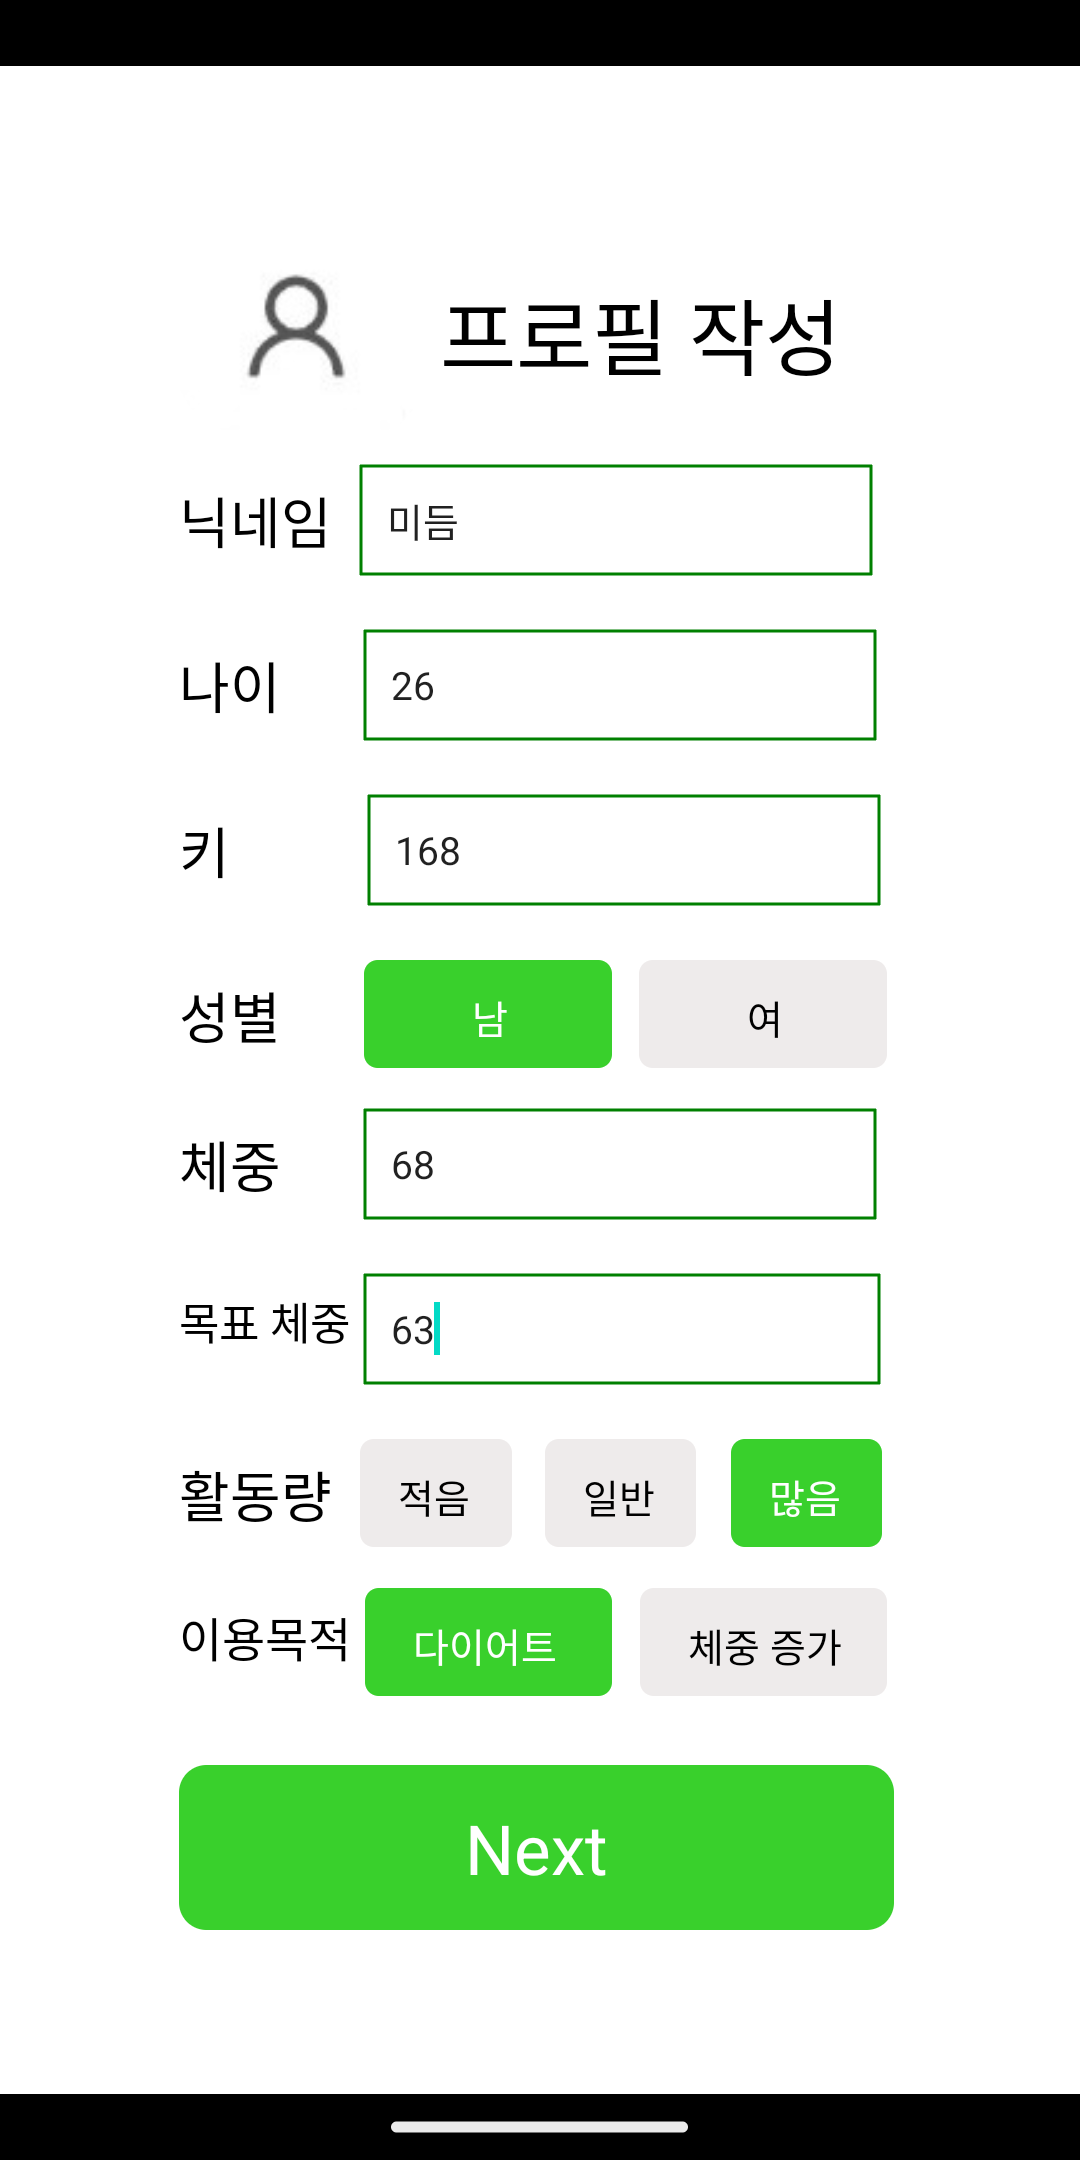 프로필 작성
닉네임 미듬
나이 26
키 168
성별 남 여
체중 68
목표 체중 63
활동량 적음 일반 많음
이용목적 다이어트 체중 증가
Next